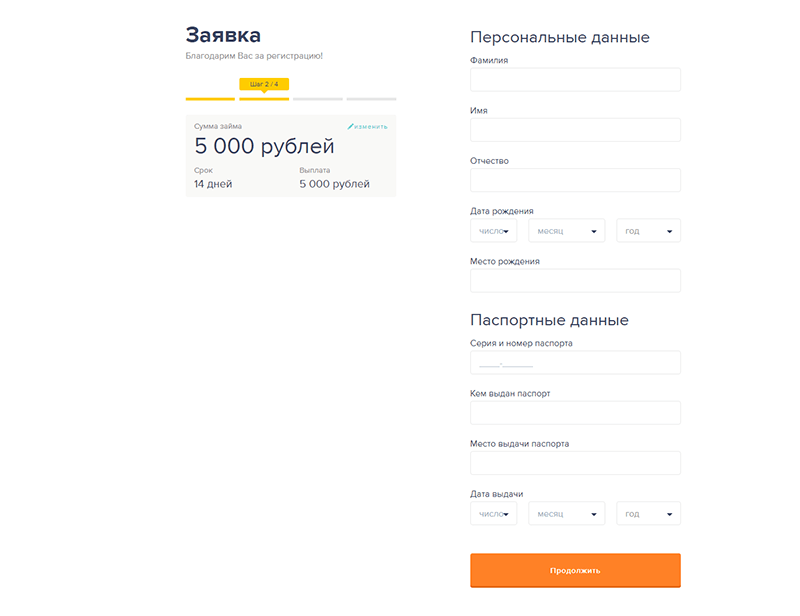 Заявка
Благодарим Вас за регистрацию!
Шаг 2 / 4
Сумма займа
изменить
5 000 рублей
Срок
Выплата
14 дней
5 000 рублей
Персональные данные
Фамилия
Имя
Отчество
Дата рождения
число
месяц
год
Место рождения
Паспортные данные
Серия и номер паспорта
____-______
Кем выдан паспорт
Место выдачи паспорта
Дата выдачи
число
месяц
год
Продолжить